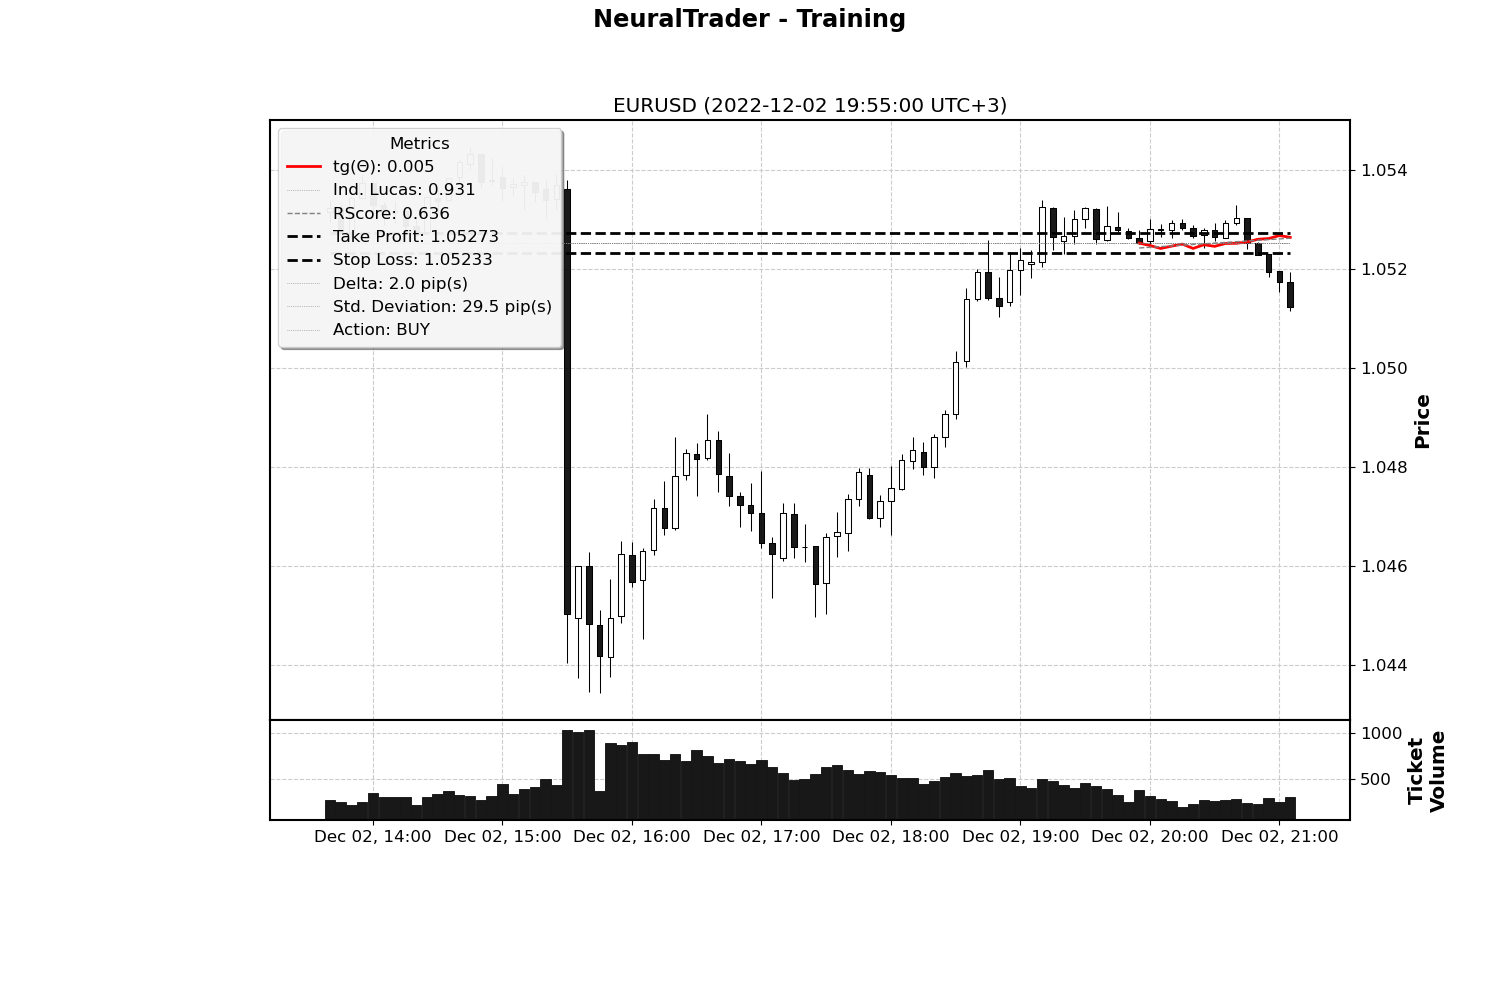 NeuralTrader - Training
EURUSD (2022-12-02 19:55:00 UTC+3)
Metrics
tg(Θ): 0.005
Ind. Lucas: 0.931
RScore: 0.636
Take Profit: 1.05273
Stop Loss: 1.05233
Delta: 2.0 pip(s)
Std. Deviation: 29.5 pip(s)
Action: BUY
1.054
1.052
1.050
1.048
1.046
1.044
Price
1000
500
Ticket
Volume
Dec 02, 14:00 Dec 02, 15:00 Dec 02, 16:00 Dec 02, 17:00 Dec 02, 18:00 Dec 02, 19:00 Dec 02, 20:00 Dec 02, 21:00